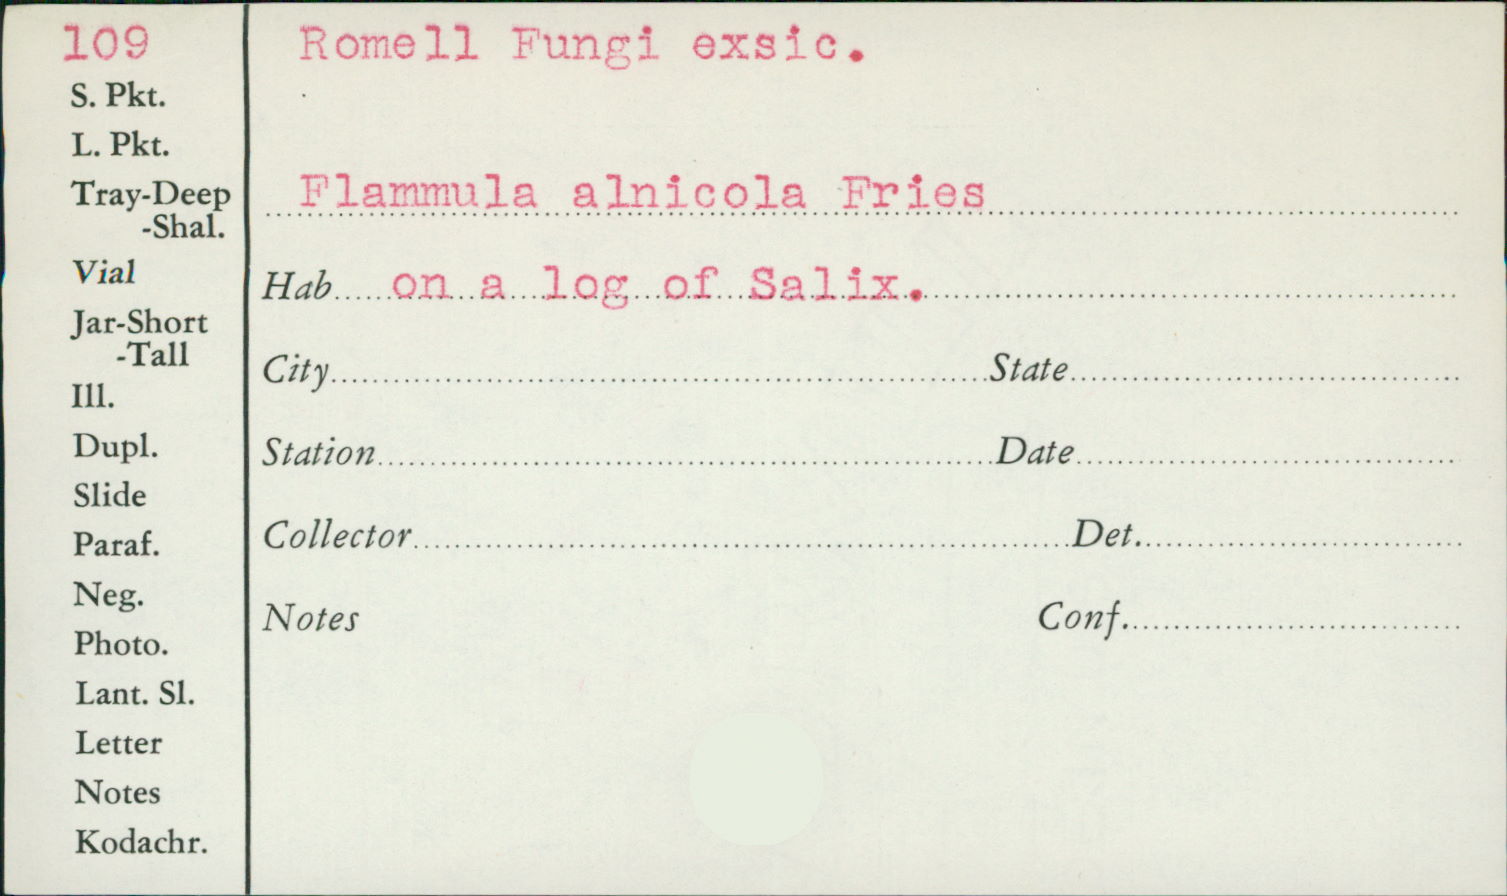 109
S. Pkt.
L. Pkt.
Tray-Deep
-Shal.
Vial
Jar-Short
-Tall
Ill.
Dupl.
Slide
Paraf.
Neg.
Photo.
Lant. Sl.
Letter
Notes
Kodachr.
Romell Fungi exsic.
Flammula alnicola Fries
Hab. on a log of Salix.
City State
Station Date
Collector Det.
Notes Conf.